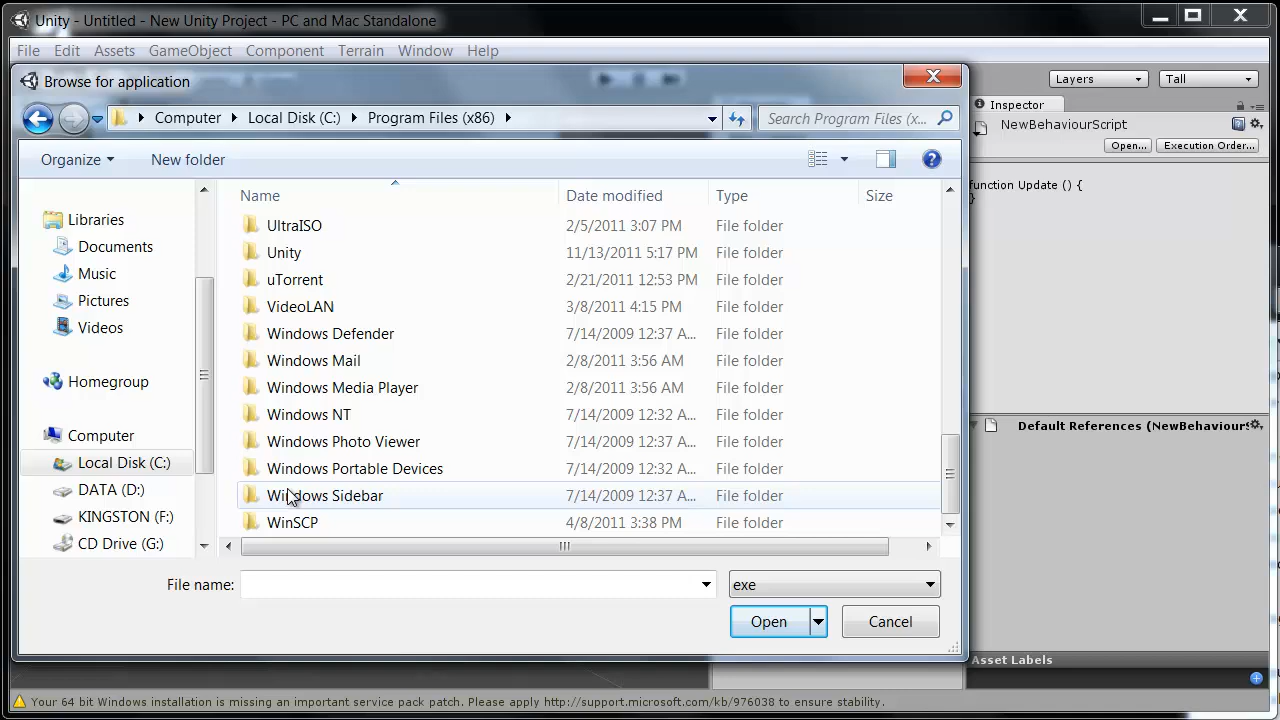 Unity - Untitled - New Unity Project - PC and Mac Standalone
File Edit Assets GameObject Component Terrain Window Help
Browse for application
Layers Tall
Inspector
Computer Local Disk (C:) Program Files (x86) Search Program Files (x...
NewBehaviourScript
Open... Execution Order...
Organize New folder
function Update () {
}
Name Date modified Type Size
Libraries
Documents
Music
Pictures
Videos
Homegroup
Computer
Local Disk (C:)
DATA (D:)
KINGSTON (F:)
CD Drive (G:)
UltraISO 2/5/2011 3:07 PM File folder
Unity 11/13/2011 5:17 PM File folder
uTorrent 2/21/2011 12:53 PM File folder
VideoLAN 3/8/2011 4:15 PM File folder
Windows Defender 7/14/2009 12:37 A... File folder
Windows Mail 2/8/2011 3:56 AM File folder
Windows Media Player 2/8/2011 3:56 AM File folder
Windows NT 7/14/2009 12:32 A... File folder
Windows Photo Viewer 7/14/2009 12:37 A... File folder
Windows Portable Devices 7/14/2009 12:32 A... File folder
Windows Sidebar 7/14/2009 12:37 A... File folder
WinSCP 4/8/2011 3:38 PM File folder
Default References (NewBehaviour
File name: exe
Open Cancel
Asset Labels
Your 64 bit Windows installation is missing an important service pack patch. Please apply http://support.microsoft.com/kb/976038 to ensure stability.